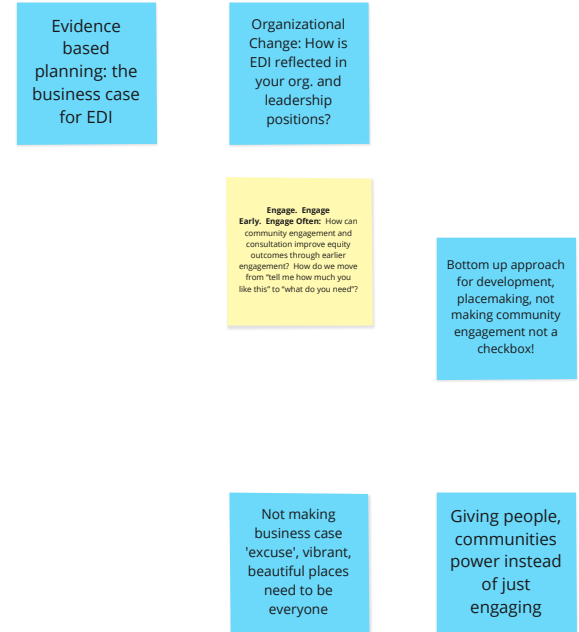 Evidence
based
planning: the
business case
for EDI
Organizational
Change: How is
EDI reflected in
your org. and
leadership
positions?
Engage.  Engage
Early.  Engage Often:  How can
community engagement and
consultation improve equity
outcomes through earlier
engagement?  How do we move
from "tell me how much you
like this" to "what do you need"?
Bottom up approach
for development,
placemaking, not
making community
engagement not a
checkbox!
Not making
business case
'excuse', vibrant,
beautiful places
need to be
everyone
Giving people,
communities
power instead
of just
engaging